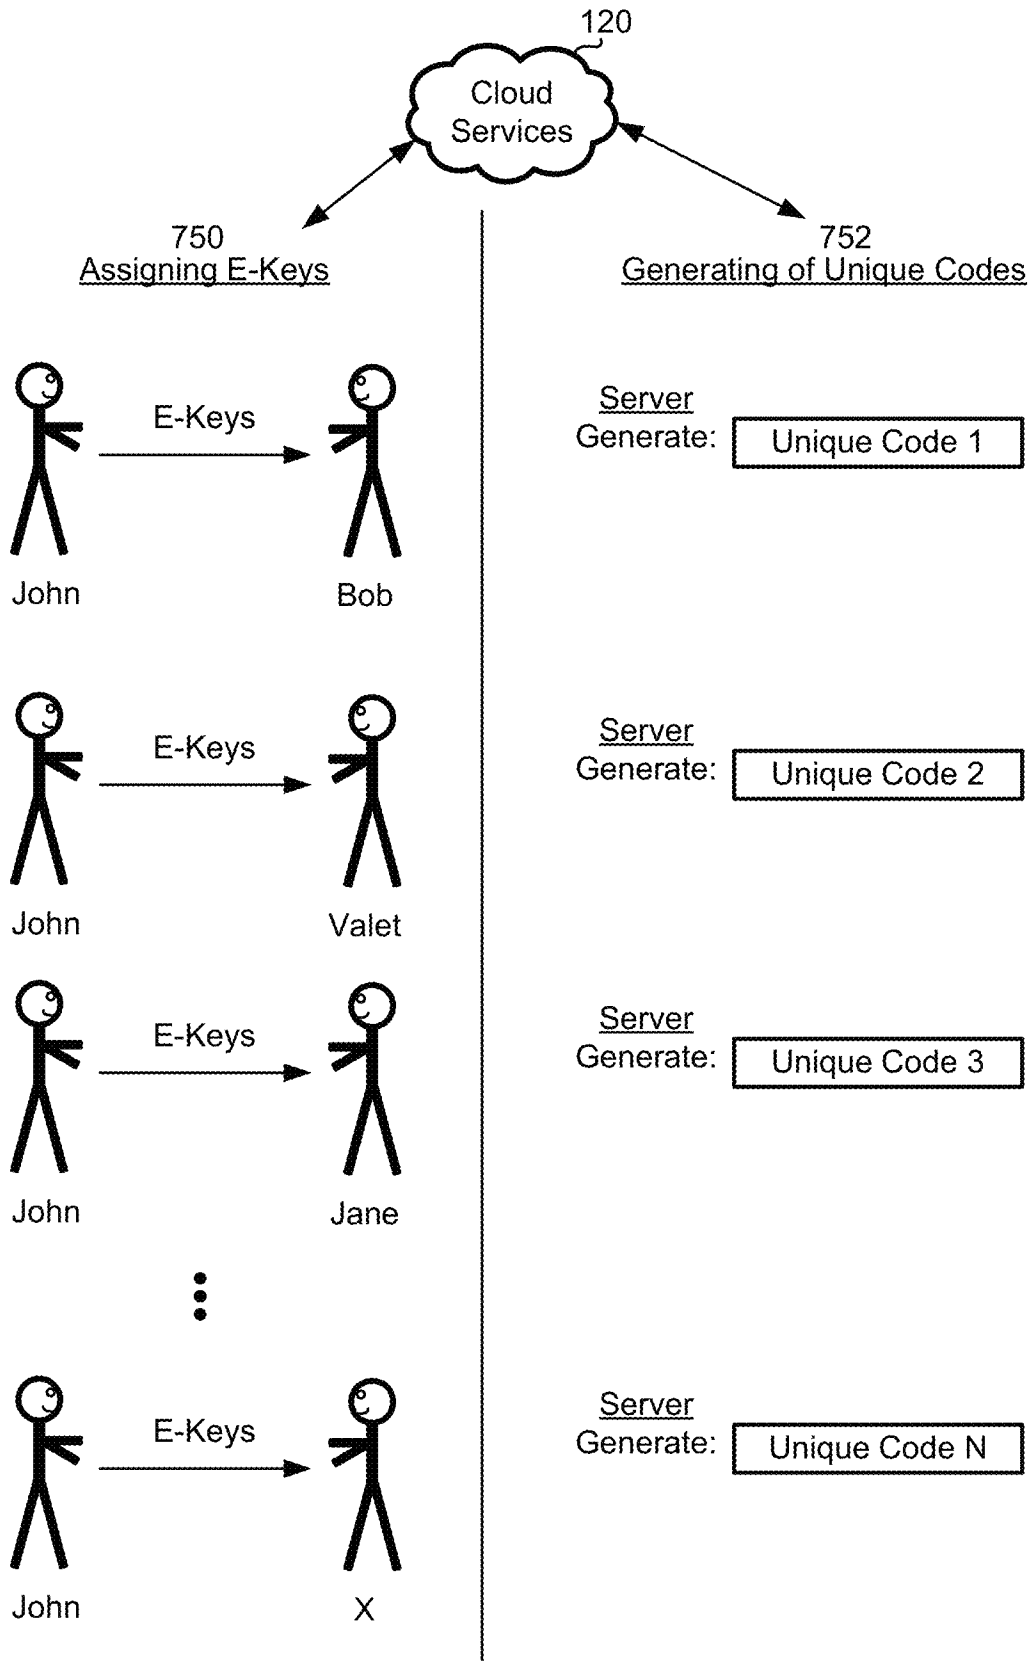 120
Cloud
Services
750
Assigning E-Keys
752
Generating of Unique Codes
E-Keys
John
Bob
Server
Generate:
Unique Code 1
E-Keys
John
Valet
Server
Generate:
Unique Code 2
E-Keys
John
Jane
Server
Generate:
Unique Code 3
E-Keys
John
X
Server
Generate:
Unique Code N